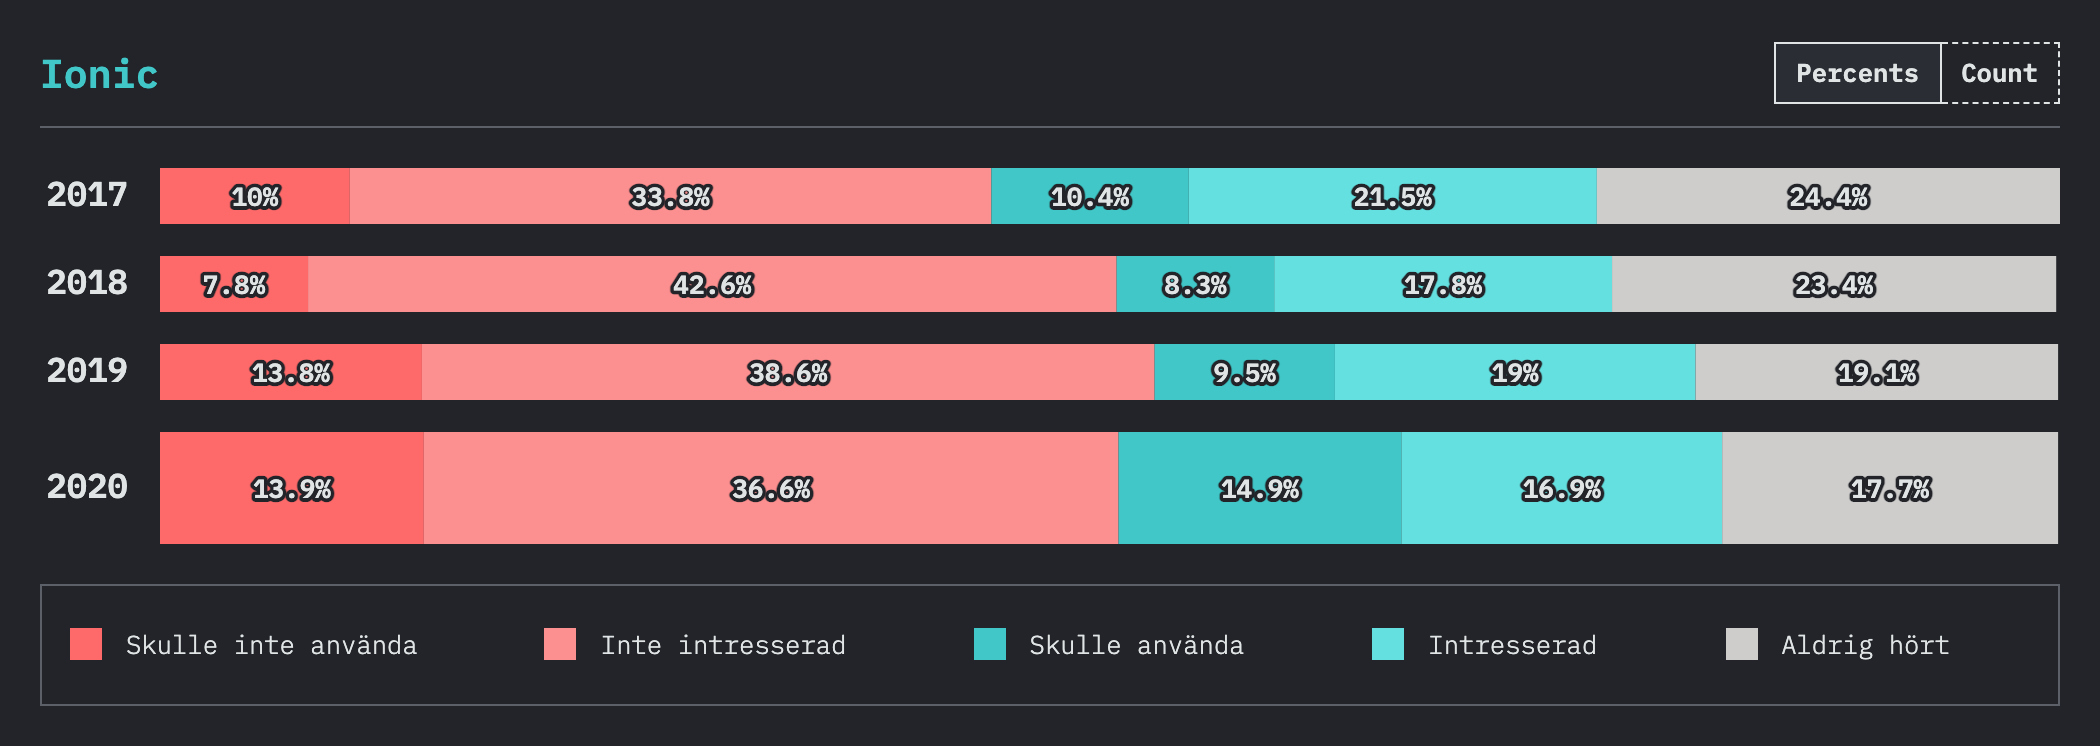 Ionic
Percents Count
2017 10% 33.8% 10.4% 21.5% 24.4%
2018 7.8% 42.6% 8.3% 17.8% 23.4%
2019 13.8% 38.6% 9.5% 19% 19.1%
2020 13.9% 36.6% 14.9% 16.9% 17.7%
Skulle inte använda Inte intresserad Skulle använda Intresserad Aldrig hört